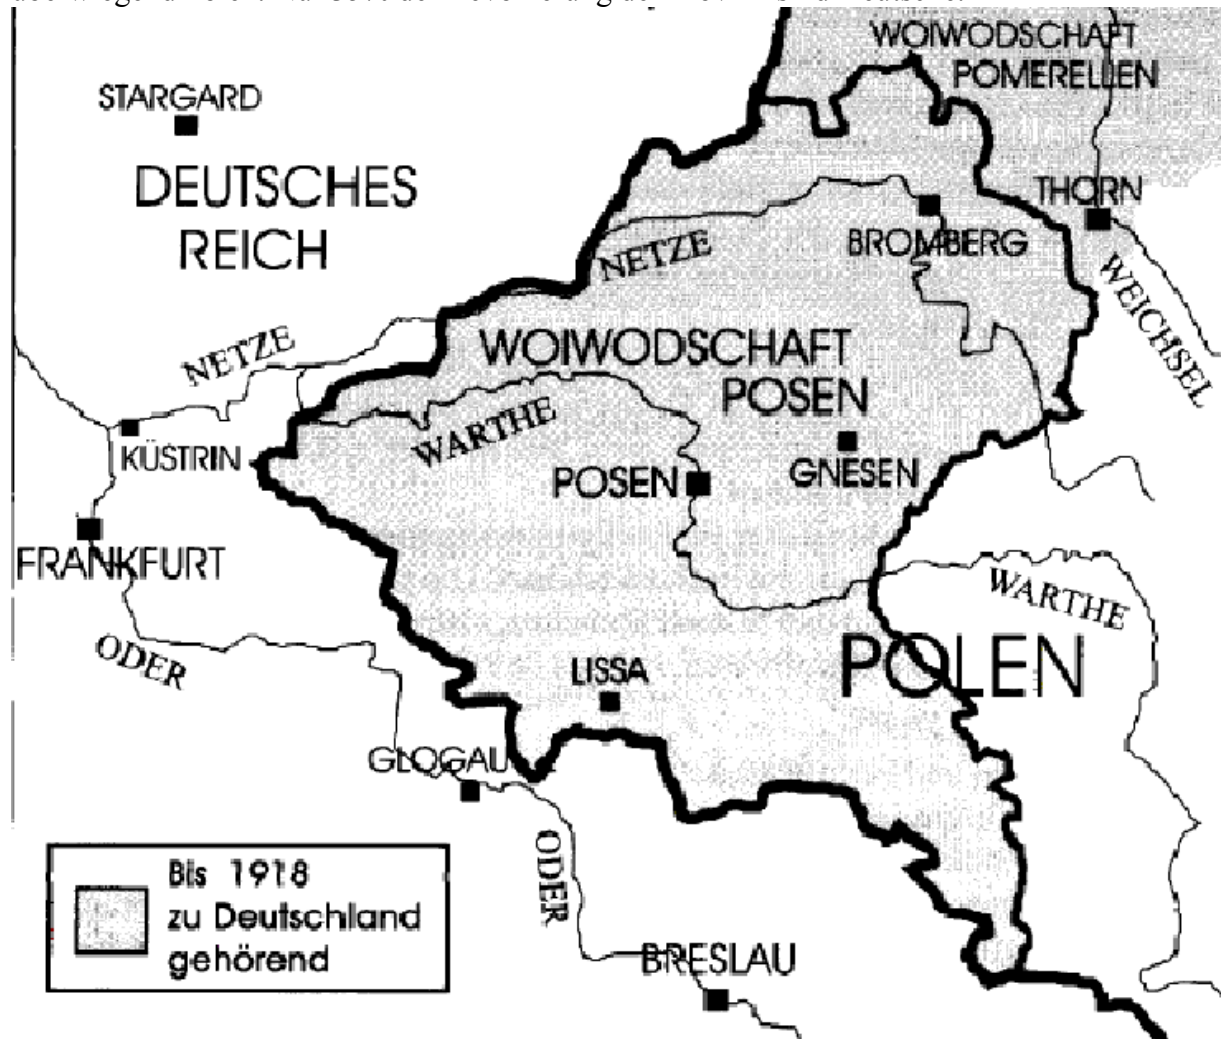 WOIWODSCHAFT
POMERELLEN
STARGARD
DEUTSCHES
REICH
THORN
BROMBERG
NETZE
WEICHSEL
NETZE
WOIWODSCHAFT
POSEN
WARTHE
KÜSTRIN
GNESEN
POSEN
FRANKFURT
WARTHE
ODER
POLEN
LISSA
GLOGAU
ODER
Bis 1918
zu Deutschland
gehörend
BRESLAU